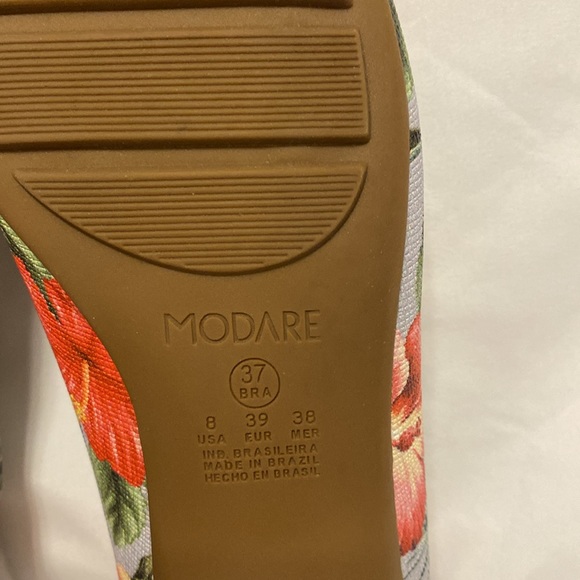 MODARE
37
BRA
8 39 38
USA EUR MER
IND. BRASILEIRA
MADE IN BRAZIL
HECHO EN BRASIL